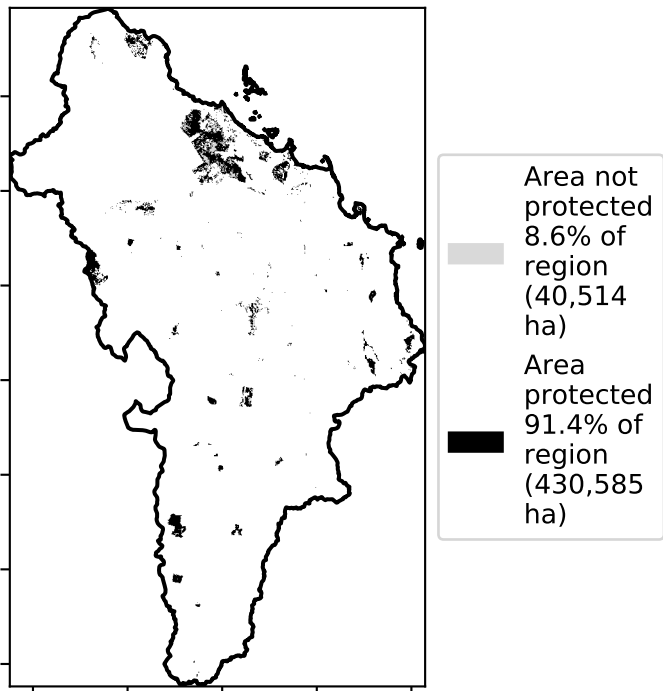 Area not
protected
8.6% of
region
(40,514
ha)
Area
protected
91.4% of
region
(430,585
ha)